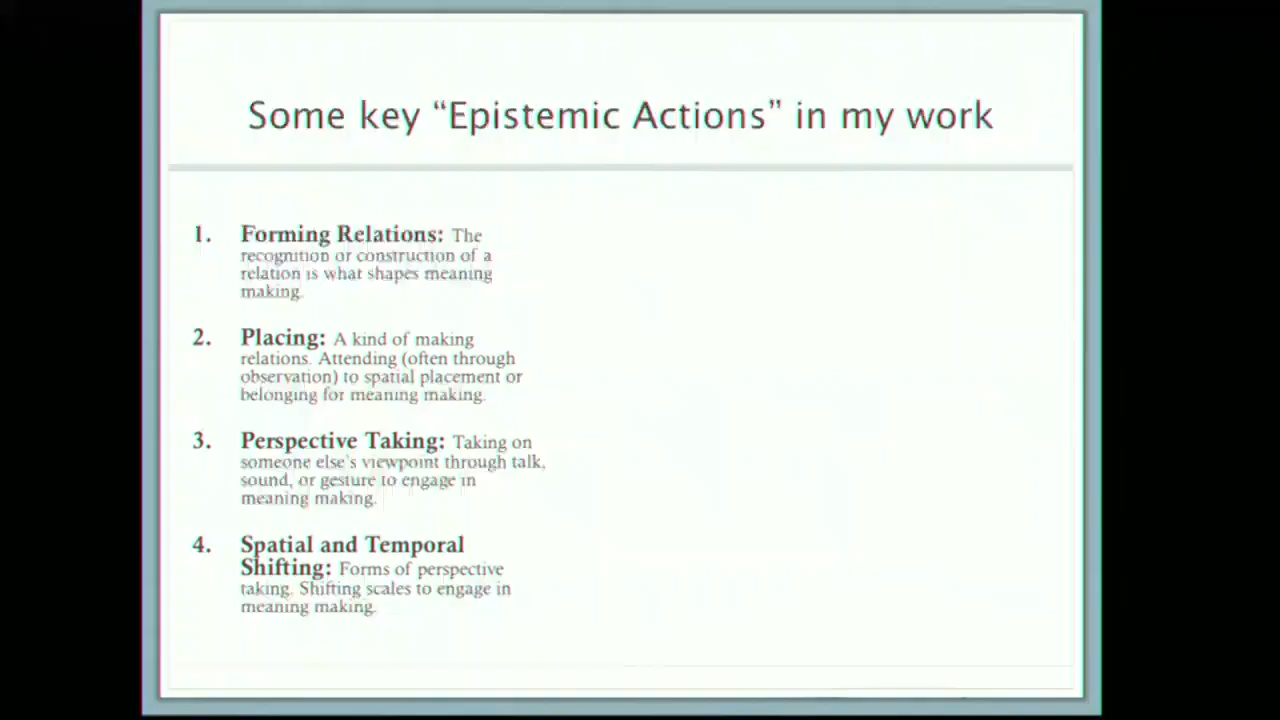 Some key “Epistemic Actions” in my work
1. Forming Relations: The
recognition or construction of a
relation is what shapes meaning
making.
2. Placing: A kind of making
relations. Attending (often through
observation) to spatial placement or
belonging for meaning making.
3. Perspective Taking: Taking on
someone else's viewpoint through talk,
sound, or gesture to engage in
meaning making.
4. Spatial and Temporal
Shifting: Forms of perspective
taking. Shifting scales to engage in
meaning making.